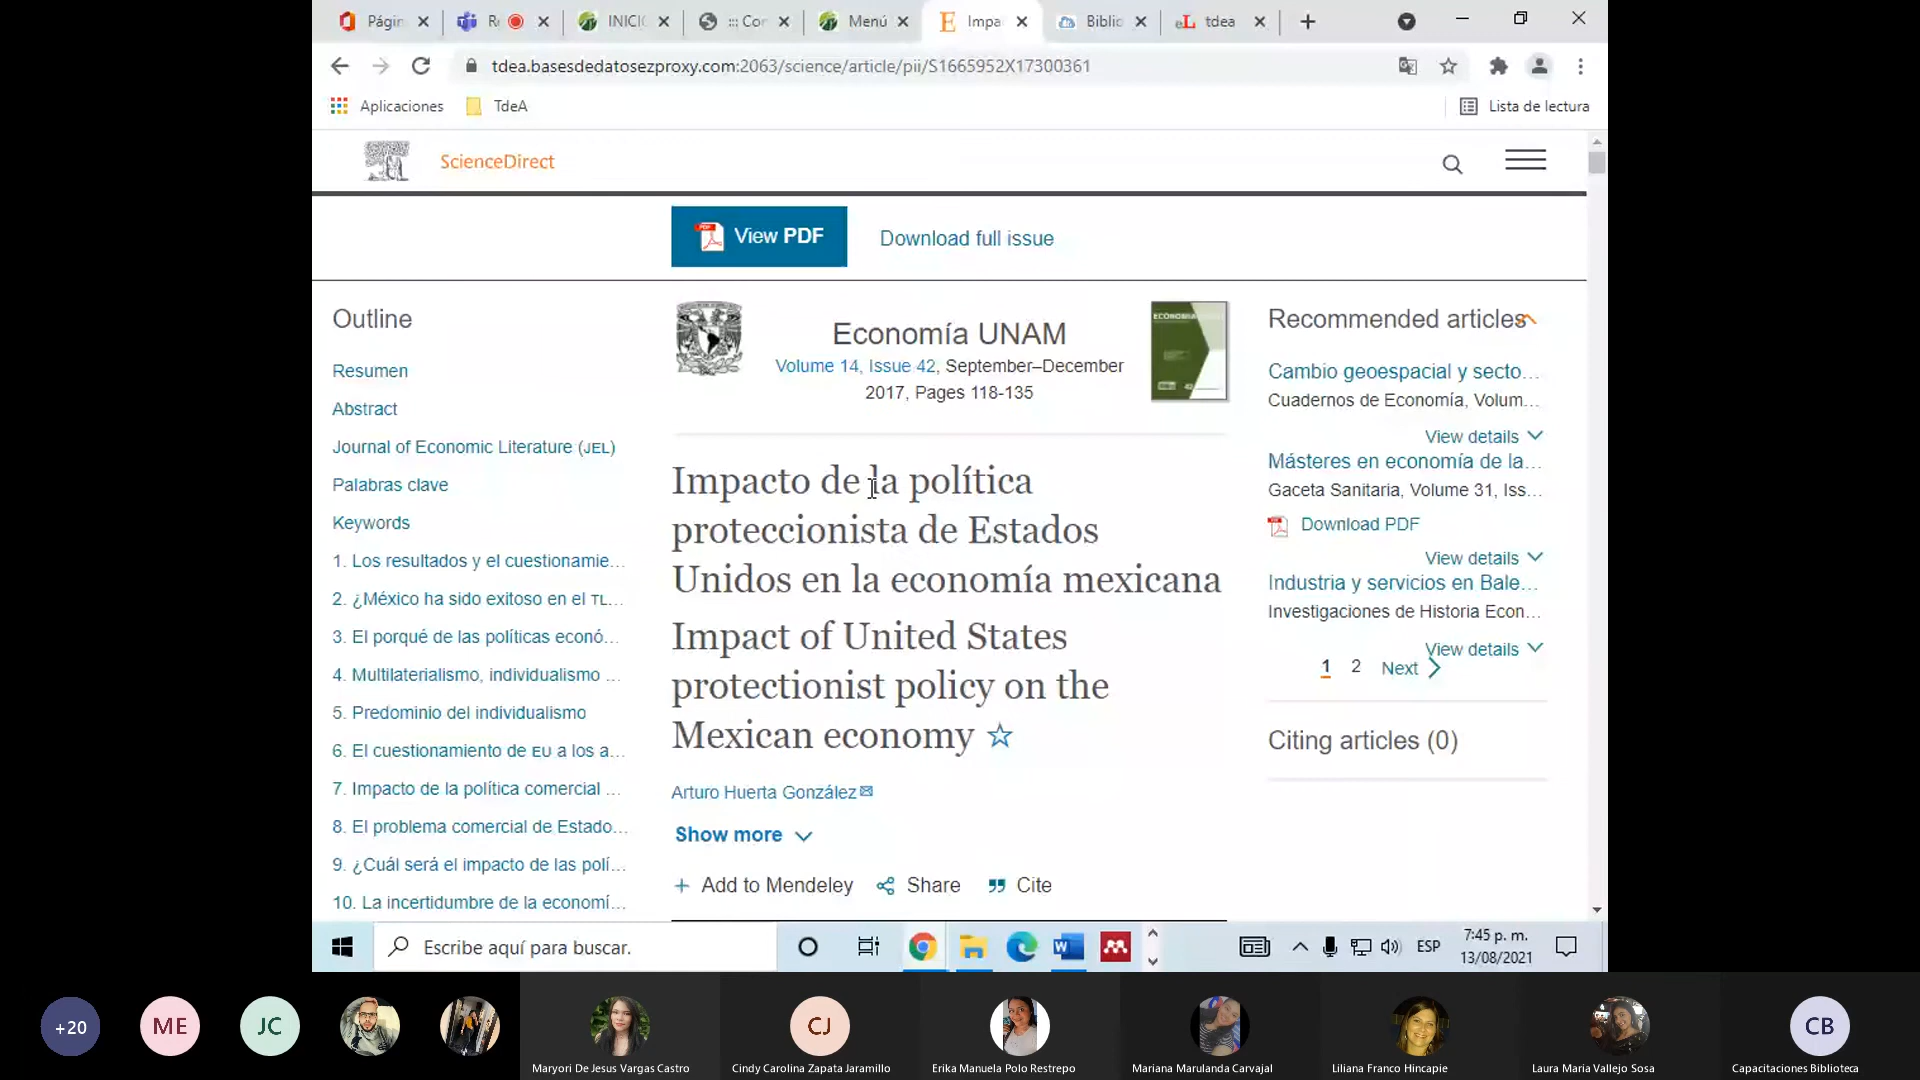 Págin
INICI
::: Cor
Menú
Impa
Biblio
tdea
tdea.basesdedatosezproxy.com:2063/science/article/pii/S1665952X17300361
Aplicaciones
TdeA
Lista de lectura
ScienceDirect
View PDF
Download full issue
Outline
Resumen
Abstract
Journal of Economic Literature (JEL)
Palabras clave
Keywords
1. Los resultados y el cuestionamie...
2. ¿México ha sido exitoso en el TL...
3. El porqué de las políticas econó...
4. Multilaterialismo, individualismo ...
5. Predominio del individualismo
6. El cuestionamiento de EU a los a...
7. Impacto de la política comercial ...
8. El problema comercial de Estado...
9. ¿Cuál será el impacto de las polí...
10. La incertidumbre de la economí...
Economía UNAM
Volume 14, Issue 42, September–December
2017, Pages 118-135
Impacto de la política
proteccionista de Estados
Unidos en la economía mexicana
Impact of United States
protectionist policy on the
Mexican economy
Arturo Huerta González
Show more
Add to Mendeley
Share
Cite
Recommended articles
Cambio geoespacial y secto...
Cuadernos de Economía, Volum...
View details
Másteres en economía de la...
Gaceta Sanitaria, Volume 31, Iss...
Download PDF
View details
Industria y servicios en Bale...
Investigaciones de Historia Econ...
View details
1 2 Next
Citing articles (0)
Escribe aquí para buscar.
ESP
7:45 p. m.
13/08/2021
+20
ME
JC
CJ
CB
Maryori De Jesus Vargas Castro
Cindy Carolina Zapata Jaramillo
Erika Manuela Polo Restrepo
Mariana Marulanda Carvajal
Liliana Franco Hincapie
Laura Maria Vallejo Sosa
Capacitaciones Biblioteca